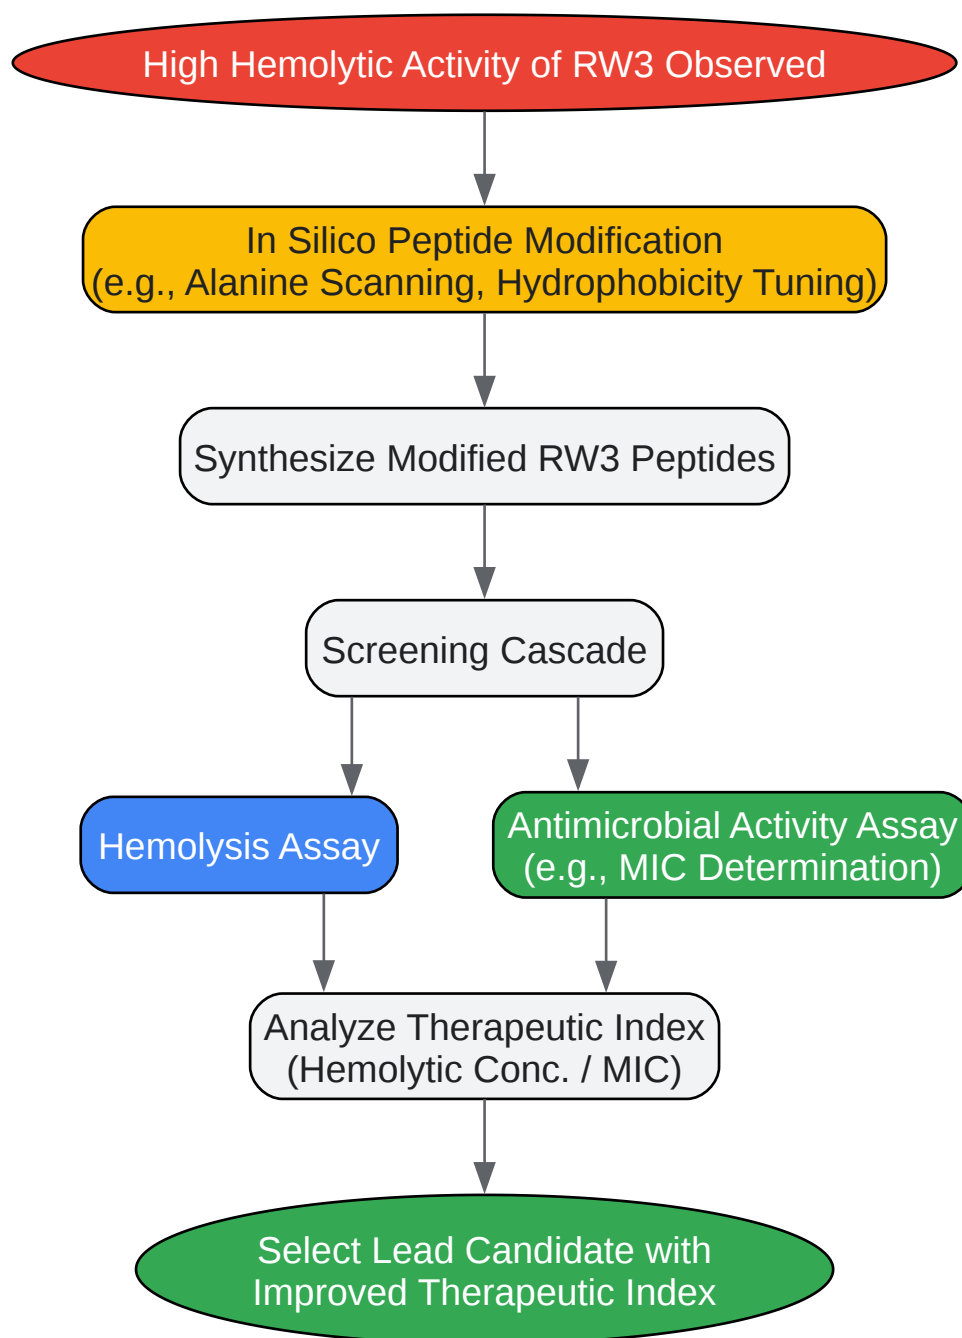 High Hemolytic Activity of RW3 Observed
In Silico Peptide Modification
(e.g., Alanine Scanning, Hydrophobicity Tuning)
Synthesize Modified RW3 Peptides
Screening Cascade
Hemolysis Assay
Antimicrobial Activity Assay
(e.g., MIC Determination)
Analyze Therapeutic Index
(Hemolytic Conc. / MIC)
Select Lead Candidate with
Improved Therapeutic Index